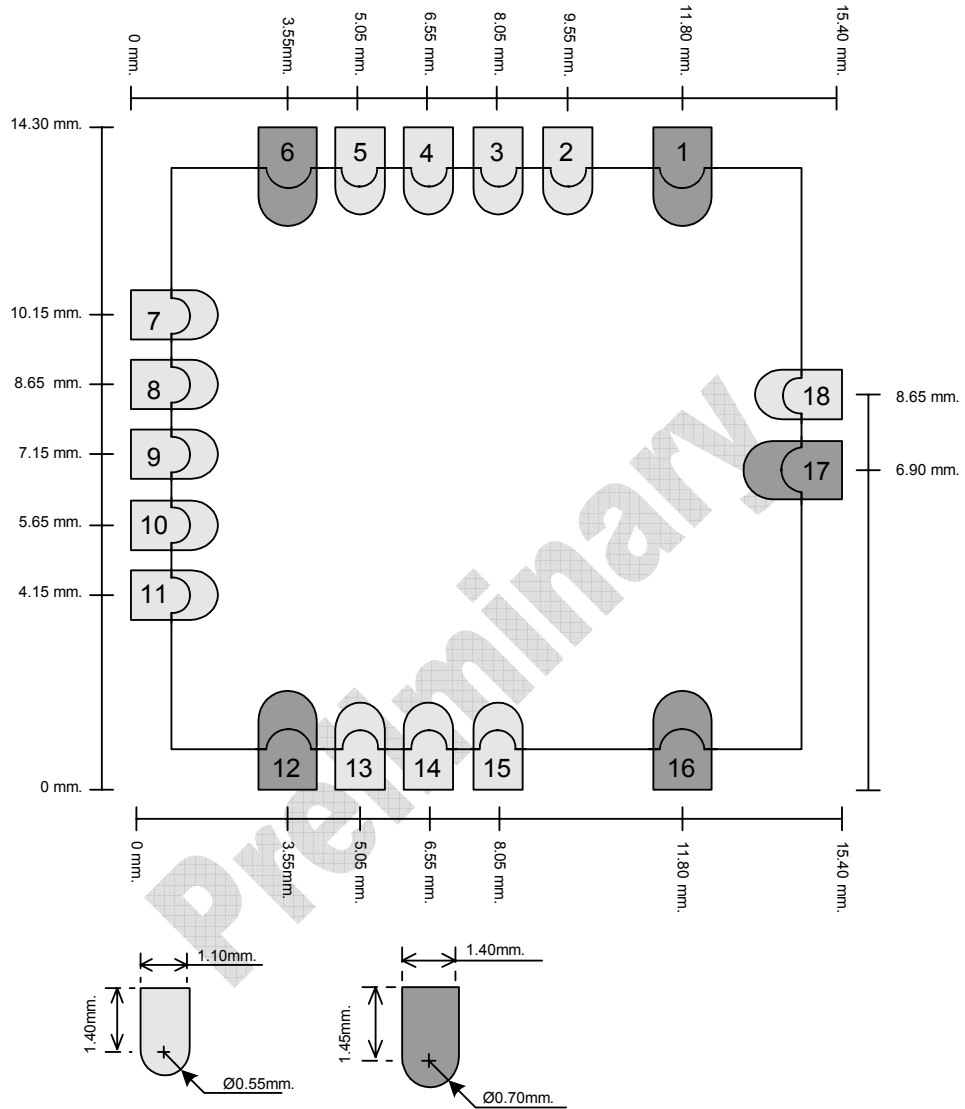 0 mm.
3.55mm.
5.05 mm.
6.55 mm.
8.05 mm.
9.55 mm.
11.80 mm.
15.40 mm.
14.30 mm.
6
5
4
3
2
1
10.15 mm.
7
8.65 mm.
8
18
8.65 mm.
7.15 mm.
9
17
6.90 mm.
5.65 mm.
10
4.15 mm.
11
Preliminary
0 mm.
12
13
14
15
16
0 mm.
3.55mm.
5.05 mm.
6.55 mm.
8.05 mm.
11.80 mm.
15.40 mm.
1.10mm.
1.40mm.
1.40mm.
1.45mm.
Ø0.55mm.
Ø0.70mm.